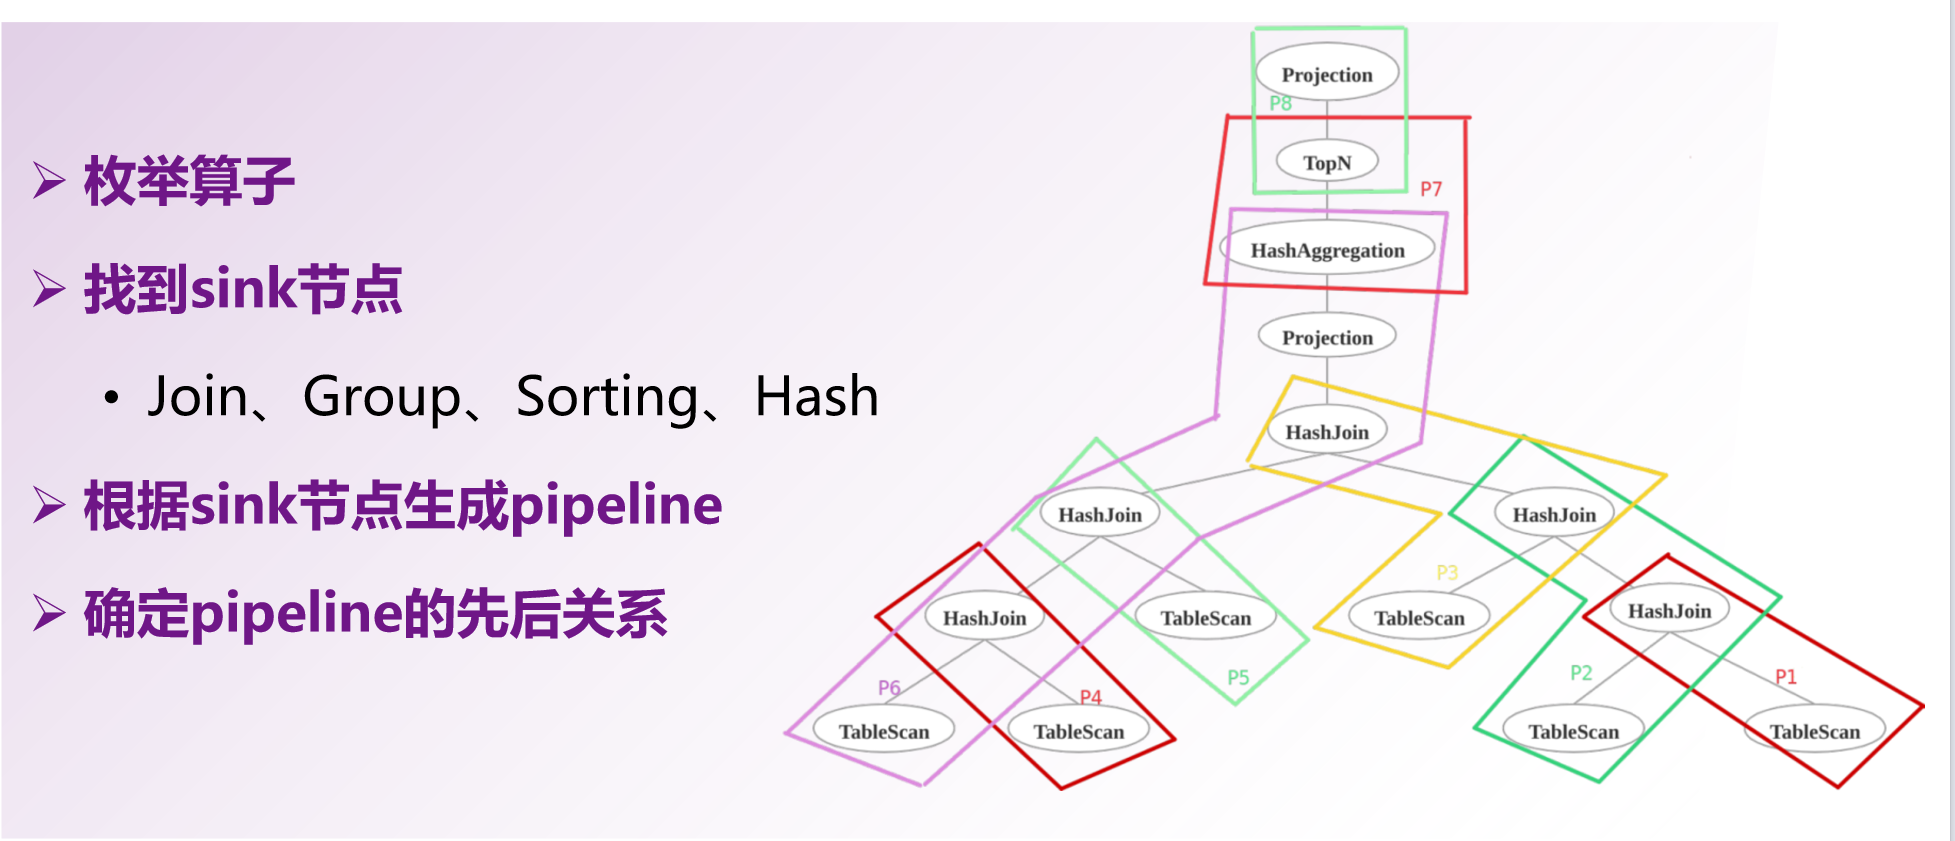 枚举算子
找到sink节点
Join、Group、Sorting、Hash
根据sink节点生成pipeline
确定pipeline的先后关系
Projection
P8
TopN
P7
HashAggregation
Projection
HashJoin
HashJoin
HashJoin
P3
HashJoin
TableScan
TableScan
HashJoin
P6
P4
P5
P2
P1
TableScan
TableScan
TableScan
TableScan